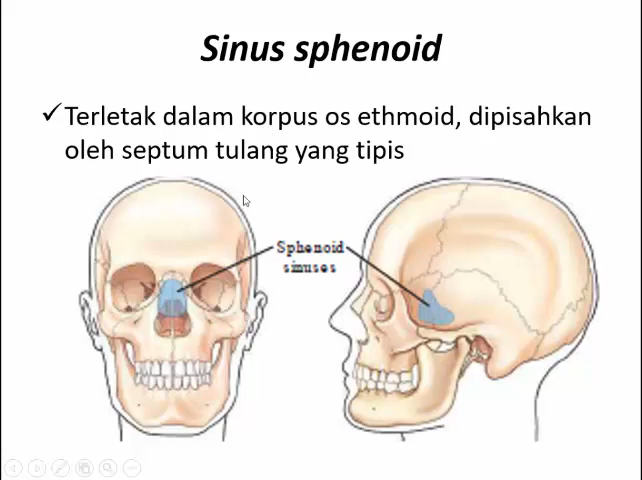 Sinus sphenoid
✓Terletak dalam korpus os ethmoid, dipisahkan
oleh septum tulang yang tipis
Sphenoid
sinuses